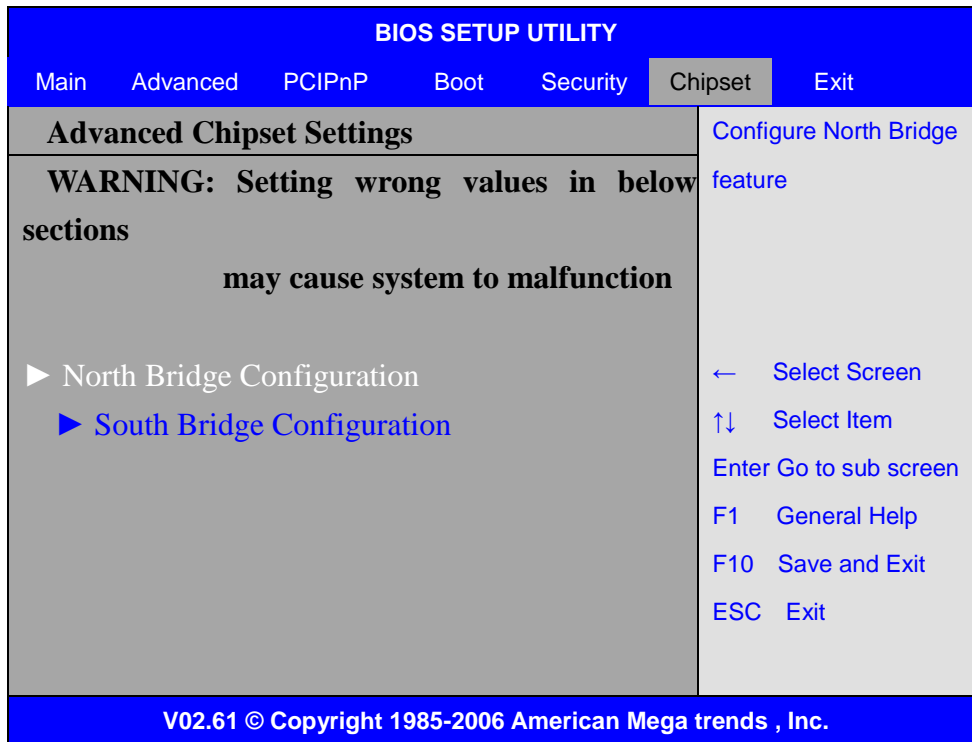 BIOS SETUP UTILITY
Main Advanced PCIPnP Boot Security Chipset Exit
Advanced Chipset Settings
WARNING: Setting wrong values in below
sections
may cause system to malfunction
► North Bridge Configuration
► South Bridge Configuration
Configure North Bridge
feature
← Select Screen
↑↓ Select Item
Enter Go to sub screen
F1 General Help
F10 Save and Exit
ESC Exit
V02.61 © Copyright 1985-2006 American Mega trends , Inc.